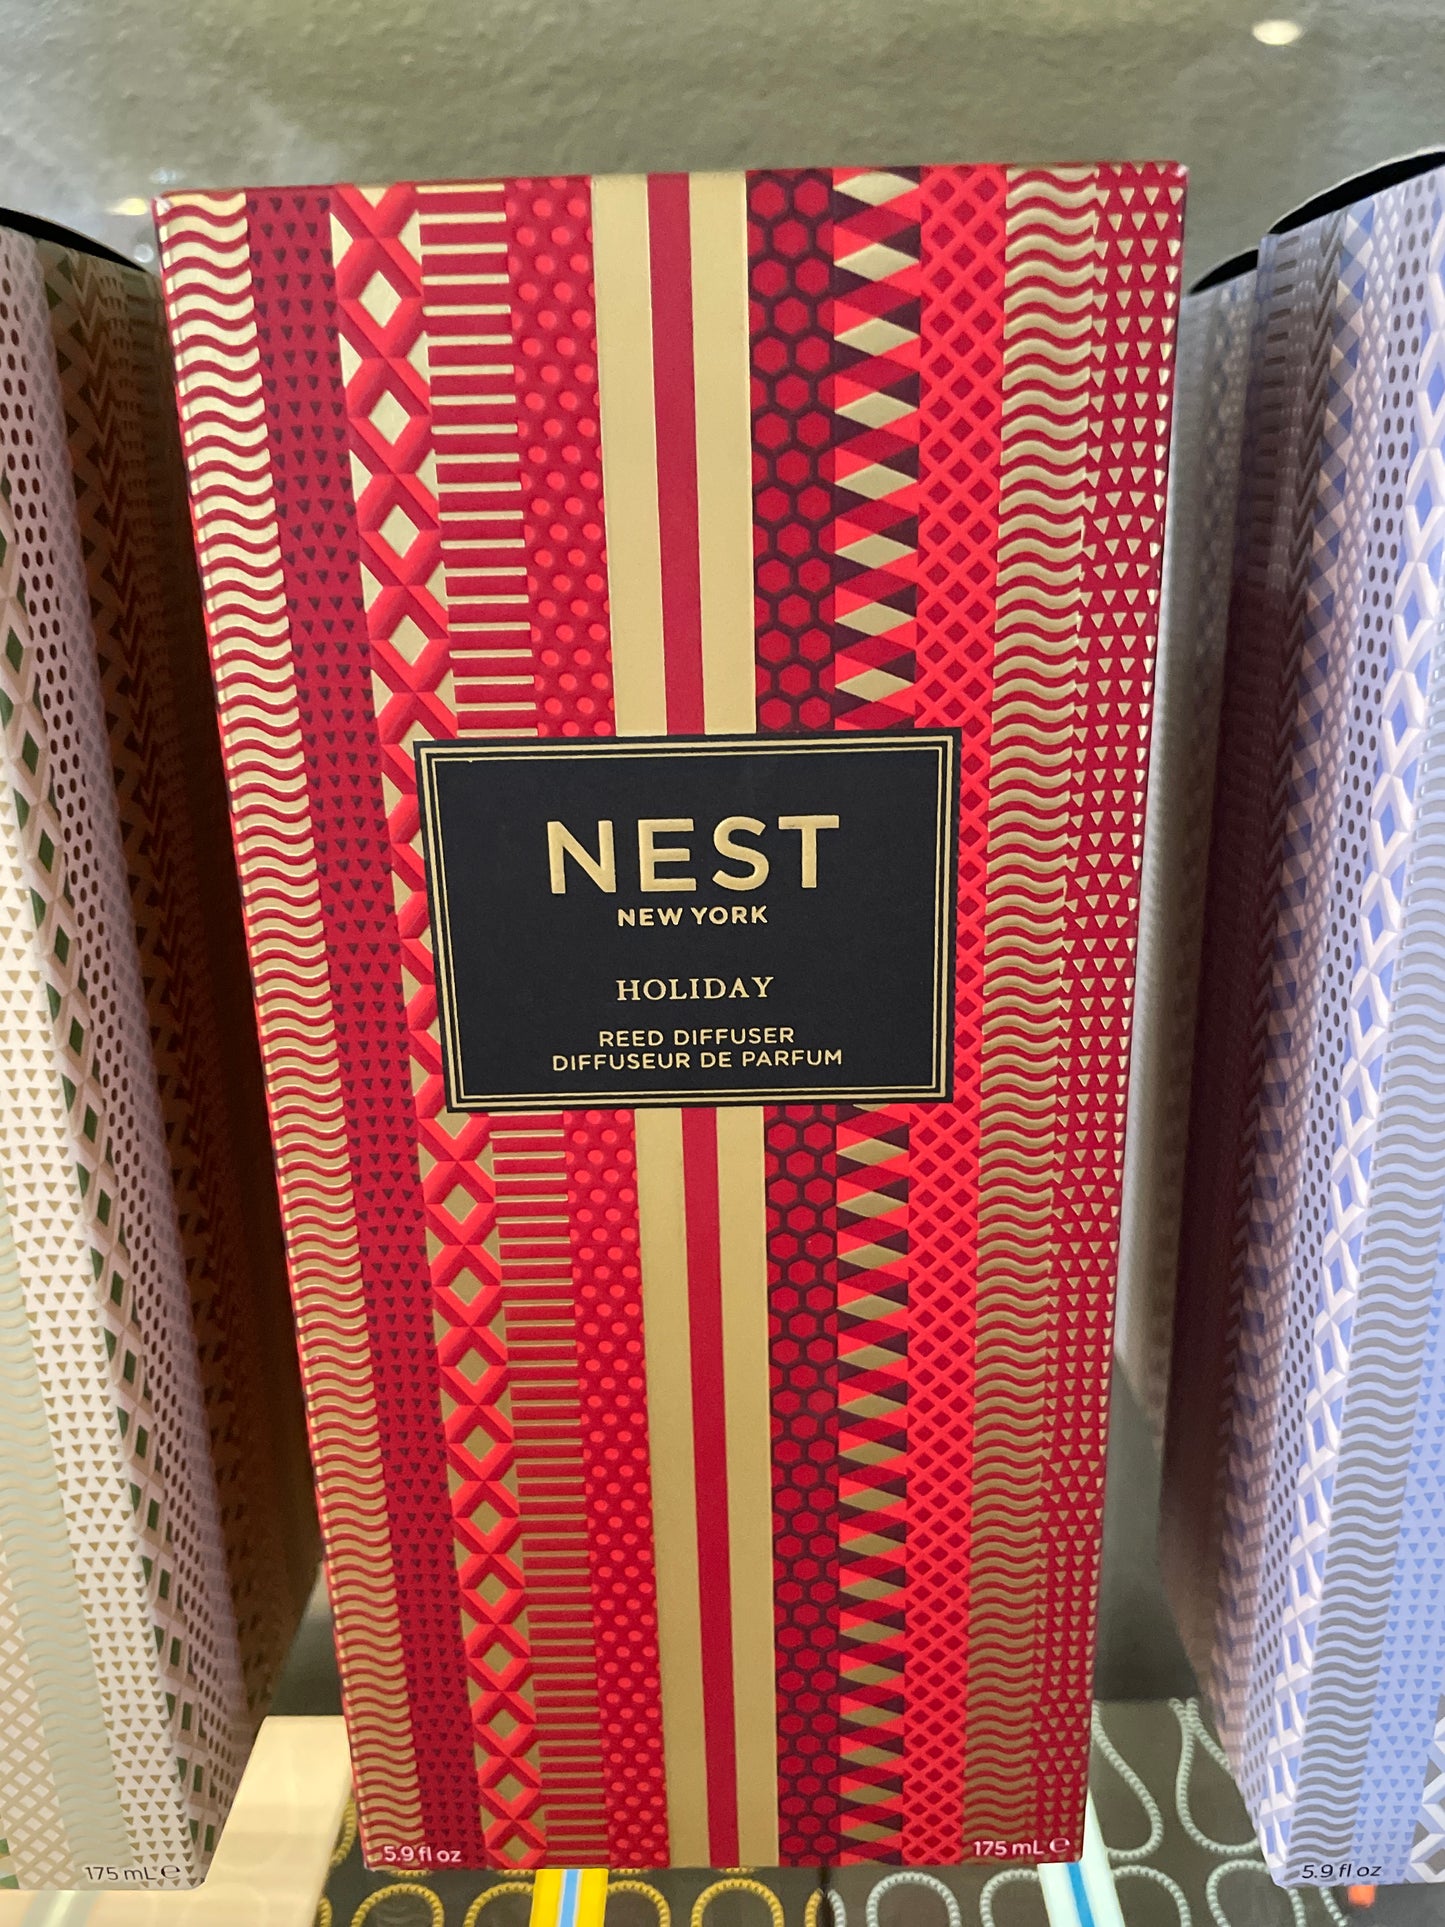 NEST
NEW YORK
HOLIDAY
REED DIFFUSER
DIFFUSEUR DE PARFUM
5.9 fl oz
175 mL ℮
175 mL ℮
5.9 fl oz